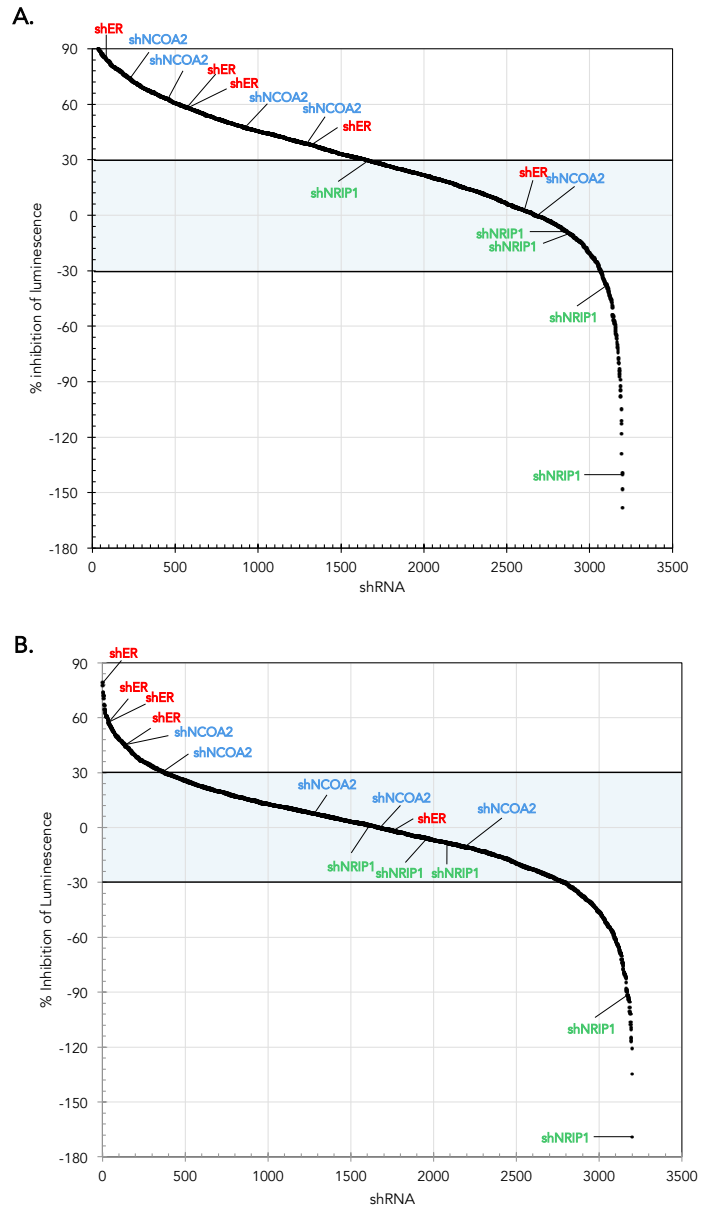 A.
shER
shNCOA2
90
shNCOA2
shER
shER
60
shNCOA2
shNCOA2
shER
30
shNRIP1
shER
shNCOA2
0
shNRIP1
shNRIP1
-30
shNRIP1
-60
-90
-120
shNRIP1
-150
-180
% inhibition of luminescence
0 500 1000 1500 2000 2500 3000 3500
shRNA
B.
shER
90
shER
shER
60
shER
shNCOA2
shNCOA2
30
shNCOA2
shNCOA2
shNCOA2
shER
0
shNRIP1
shNRIP1
shNRIP1
-30
-60
-90
shNRIP1
-120
-150
shNRIP1
-180
% Inhibition of Luminescence
0 500 1000 1500 2000 2500 3000 3500
shRNA